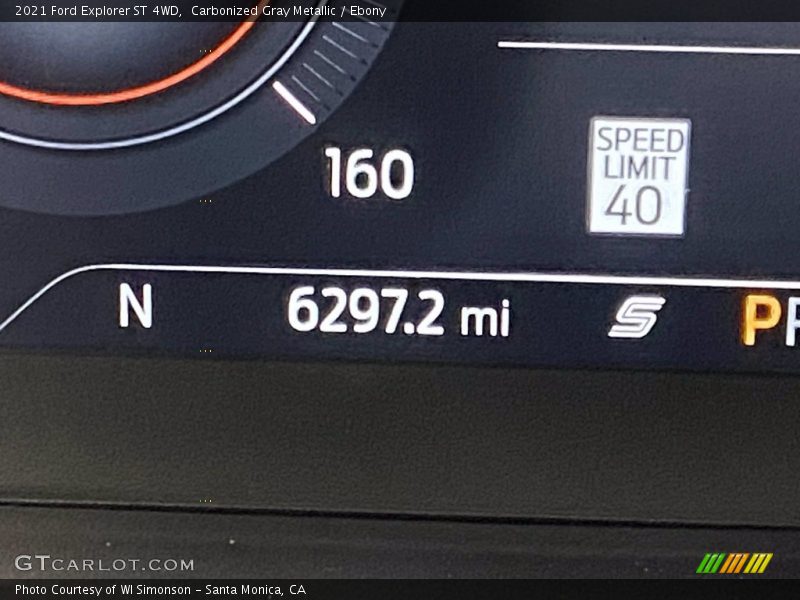 2021 Ford Explorer ST 4WD, Carbonized Gray Metallic / Ebony
SPEED
LIMIT
40
160
N 6297.2 mi S P
GTCARLOT.COM
Photo Courtesy of WI Simonson - Santa Monica, CA